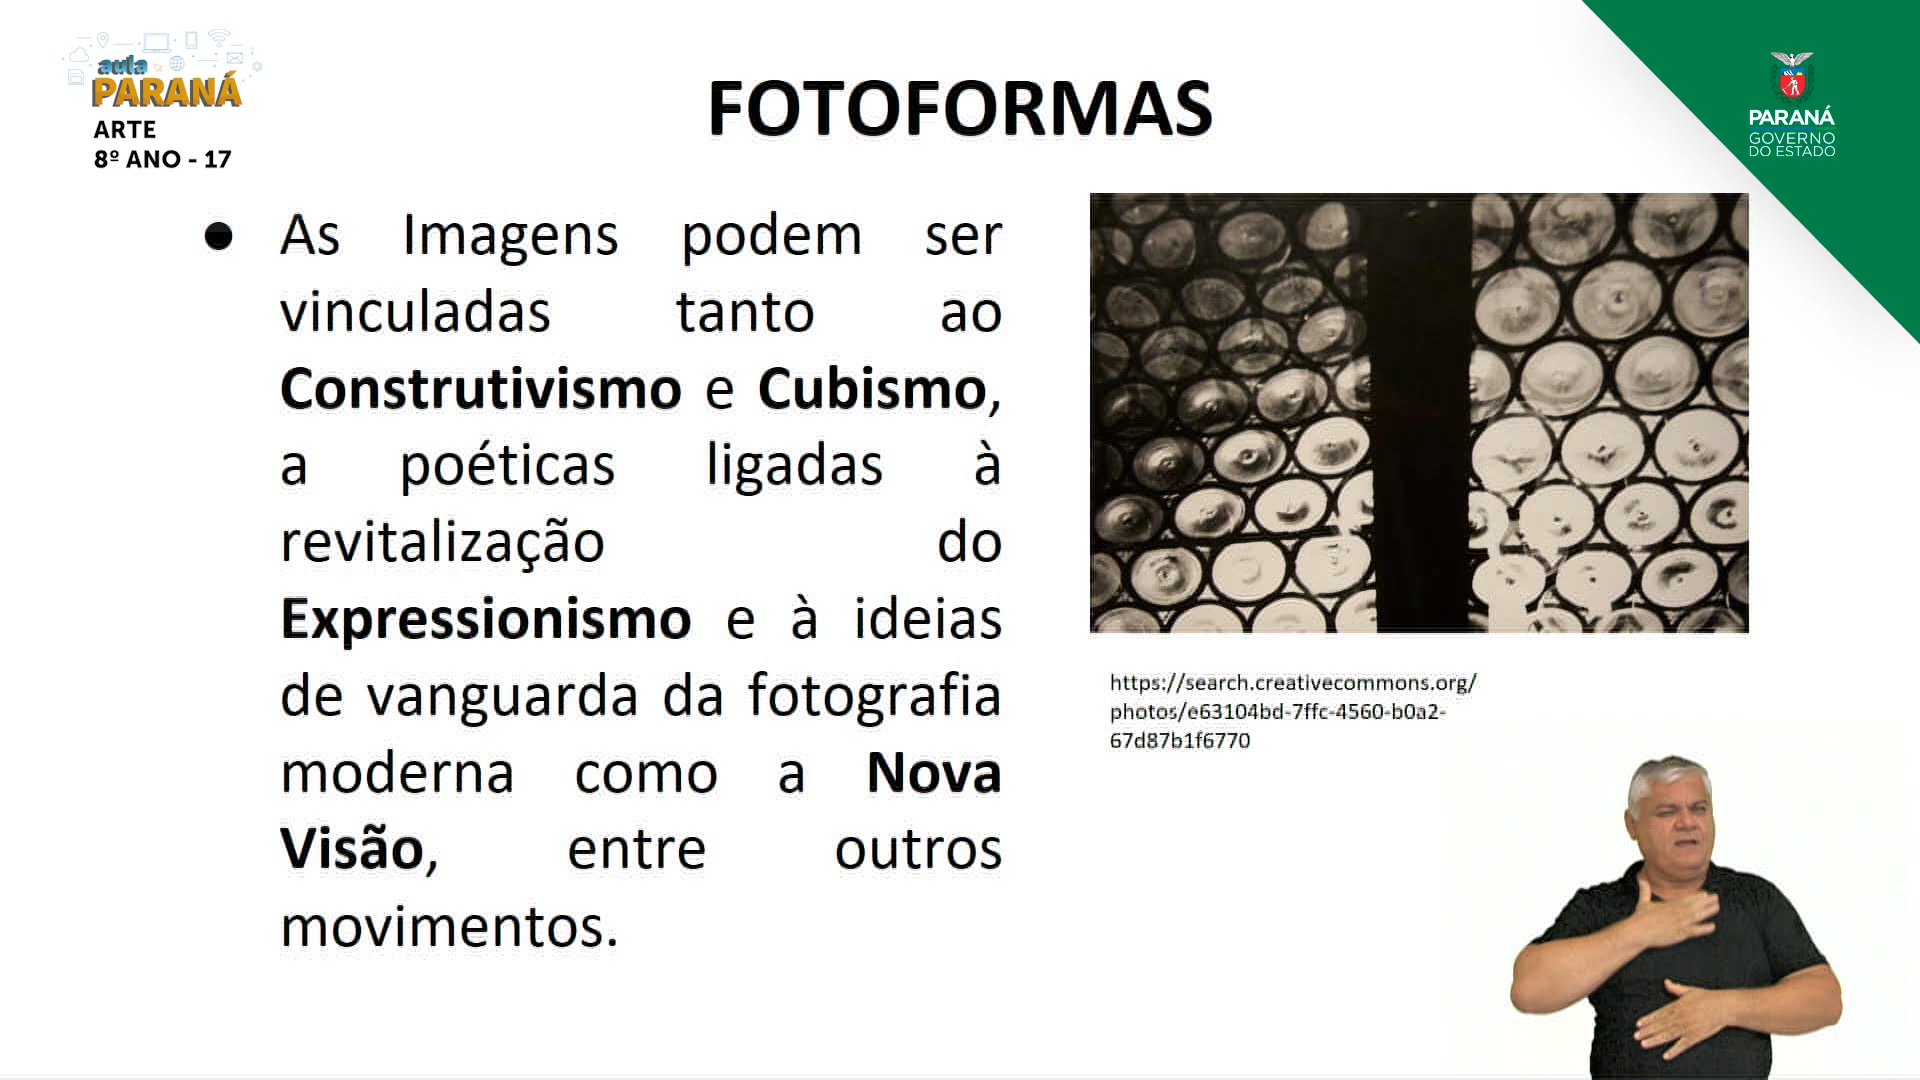 aula
PARANÁ
ARTE
8º ANO - 17
FOTOFORMAS
PARANÁ
GOVERNO
DO ESTADO
● As Imagens podem ser
vinculadas tanto ao
Construtivismo e Cubismo,
a poéticas ligadas à
revitalização do
Expressionismo e à ideias
de vanguarda da fotografia
moderna como a Nova
Visão, entre outros
movimentos.
https://search.creativecommons.org/
photos/e63104bd-7ffc-4560-b0a2-
67d87b1f6770